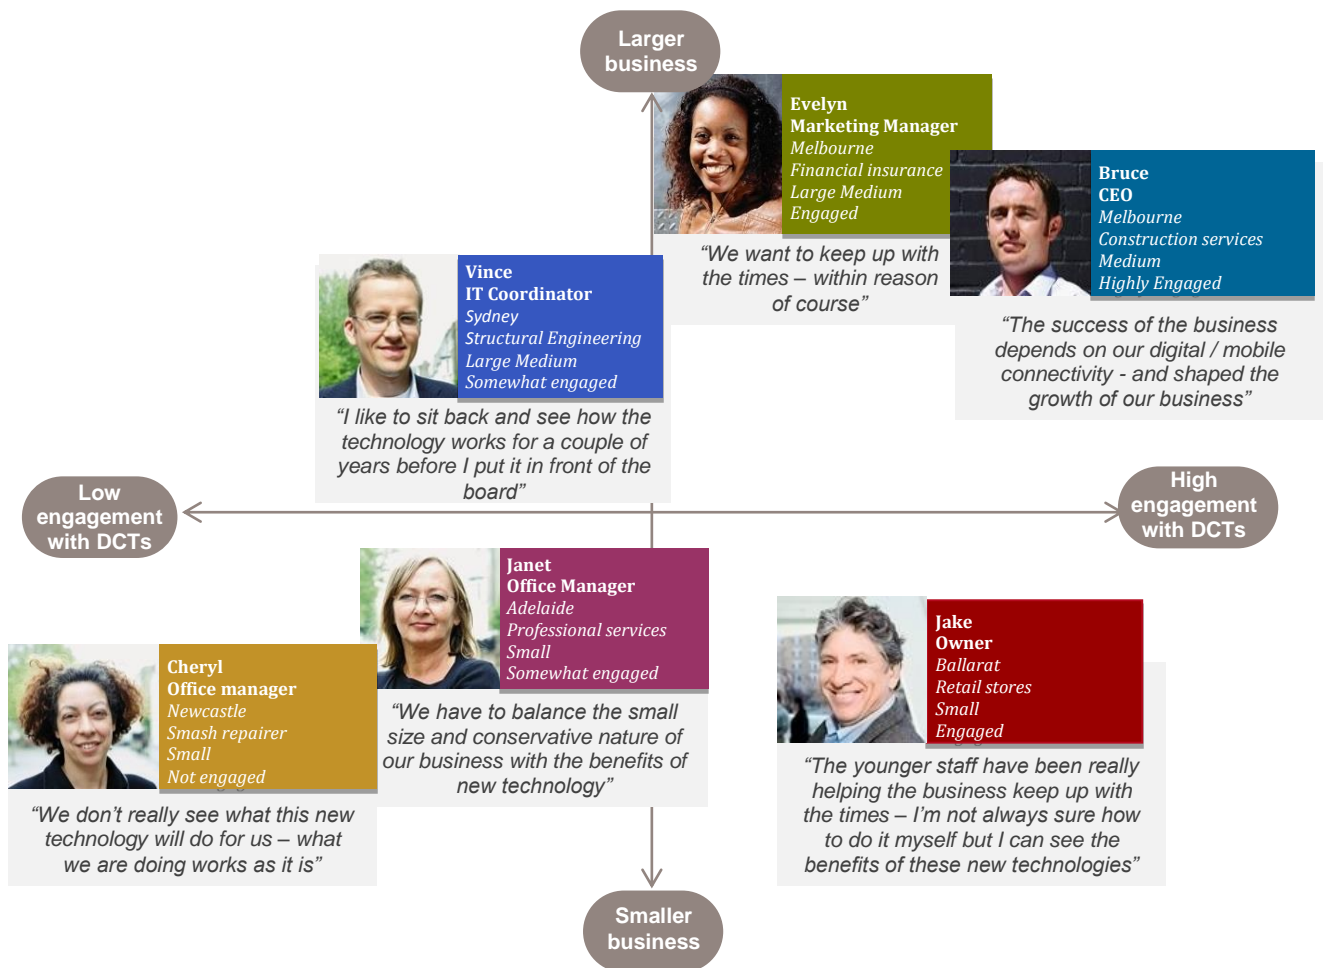 Larger
business
Evelyn
Marketing Manager
Melbourne
Financial insurance
Large Medium
Engaged
“We want to keep up with
the times – within reason
of course”
Bruce
CEO
Melbourne
Construction services
Medium
Highly Engaged
“The success of the business
depends on our digital / mobile
connectivity - and shaped the
growth of our business”
Vince
IT Coordinator
Sydney
Structural Engineering
Large Medium
Somewhat engaged
“I like to sit back and see how the
technology works for a couple of
years before I put it in front of the
board”
Low
engagement
with DCTs
High
engagement
with DCTs
Janet
Office Manager
Adelaide
Professional services
Small
Somewhat engaged
“We have to balance the small
size and conservative nature of
our business with the benefits of
new technology”
Jake
Owner
Ballarat
Retail stores
Small
Engaged
“The younger staff have been really
helping the business keep up with
the times – I’m not always sure how
to do it myself but I can see the
benefits of these new technologies”
Cheryl
Office manager
Newcastle
Smash repairer
Small
Not engaged
“We don’t really see what this new
technology will do for us – what
we are doing works as it is”
Smaller
business